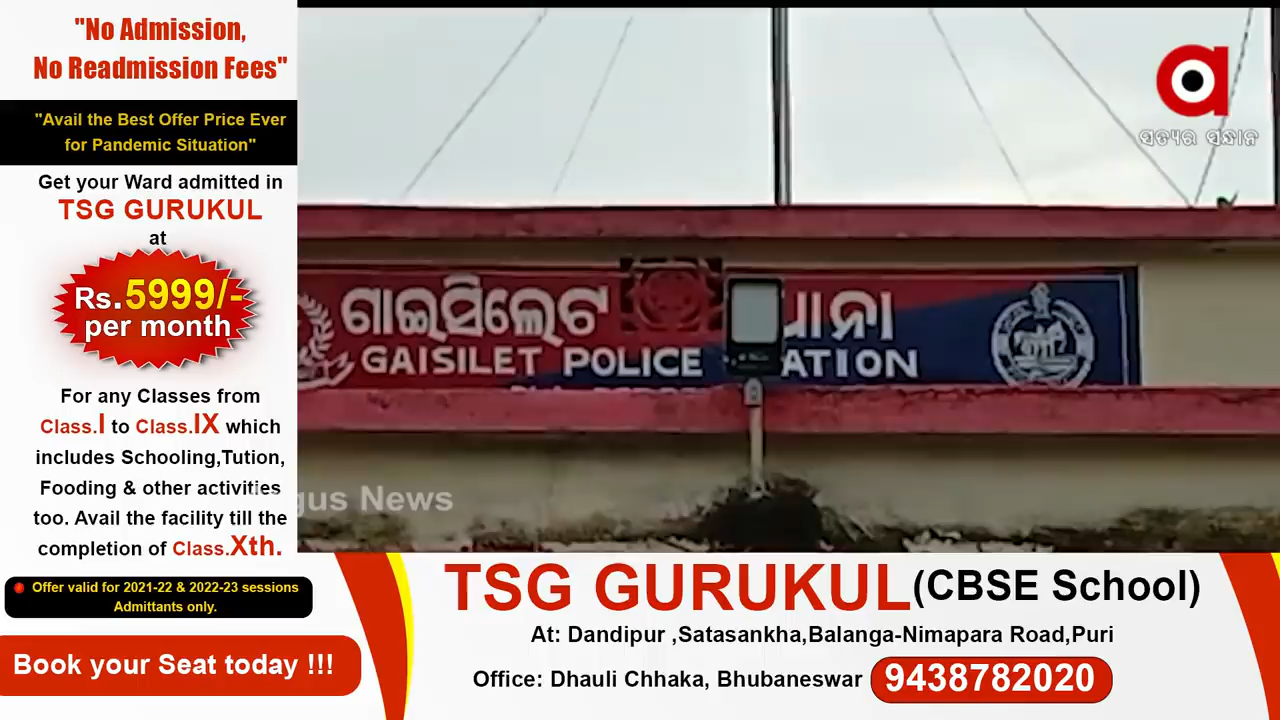 "No Admission,
No Readmission Fees"
"Avail the Best Offer Price Ever
for Pandemic Situation"
Get your Ward admitted in
TSG GURUKUL
at
Rs.5999/-
per month
For any Classes from
Class.I to Class.IX which
includes Schooling,Tution,
Fooding & other activities
too. Avail the facility till the
completion of Class.Xth.
Offer valid for 2021-22 & 2022-23 sessions
Admittants only.
Book your Seat today !!!
a
ସତ୍ୟର ସନ୍ଧାନ
ଗାଇସିଲେଟ
GAISILET POLICE
gus News
TSG GURUKUL(CBSE School)
At: Dandipur ,Satasankha,Balanga-Nimapara Road,Puri
Office: Dhauli Chhaka, Bhubaneswar 9438782020